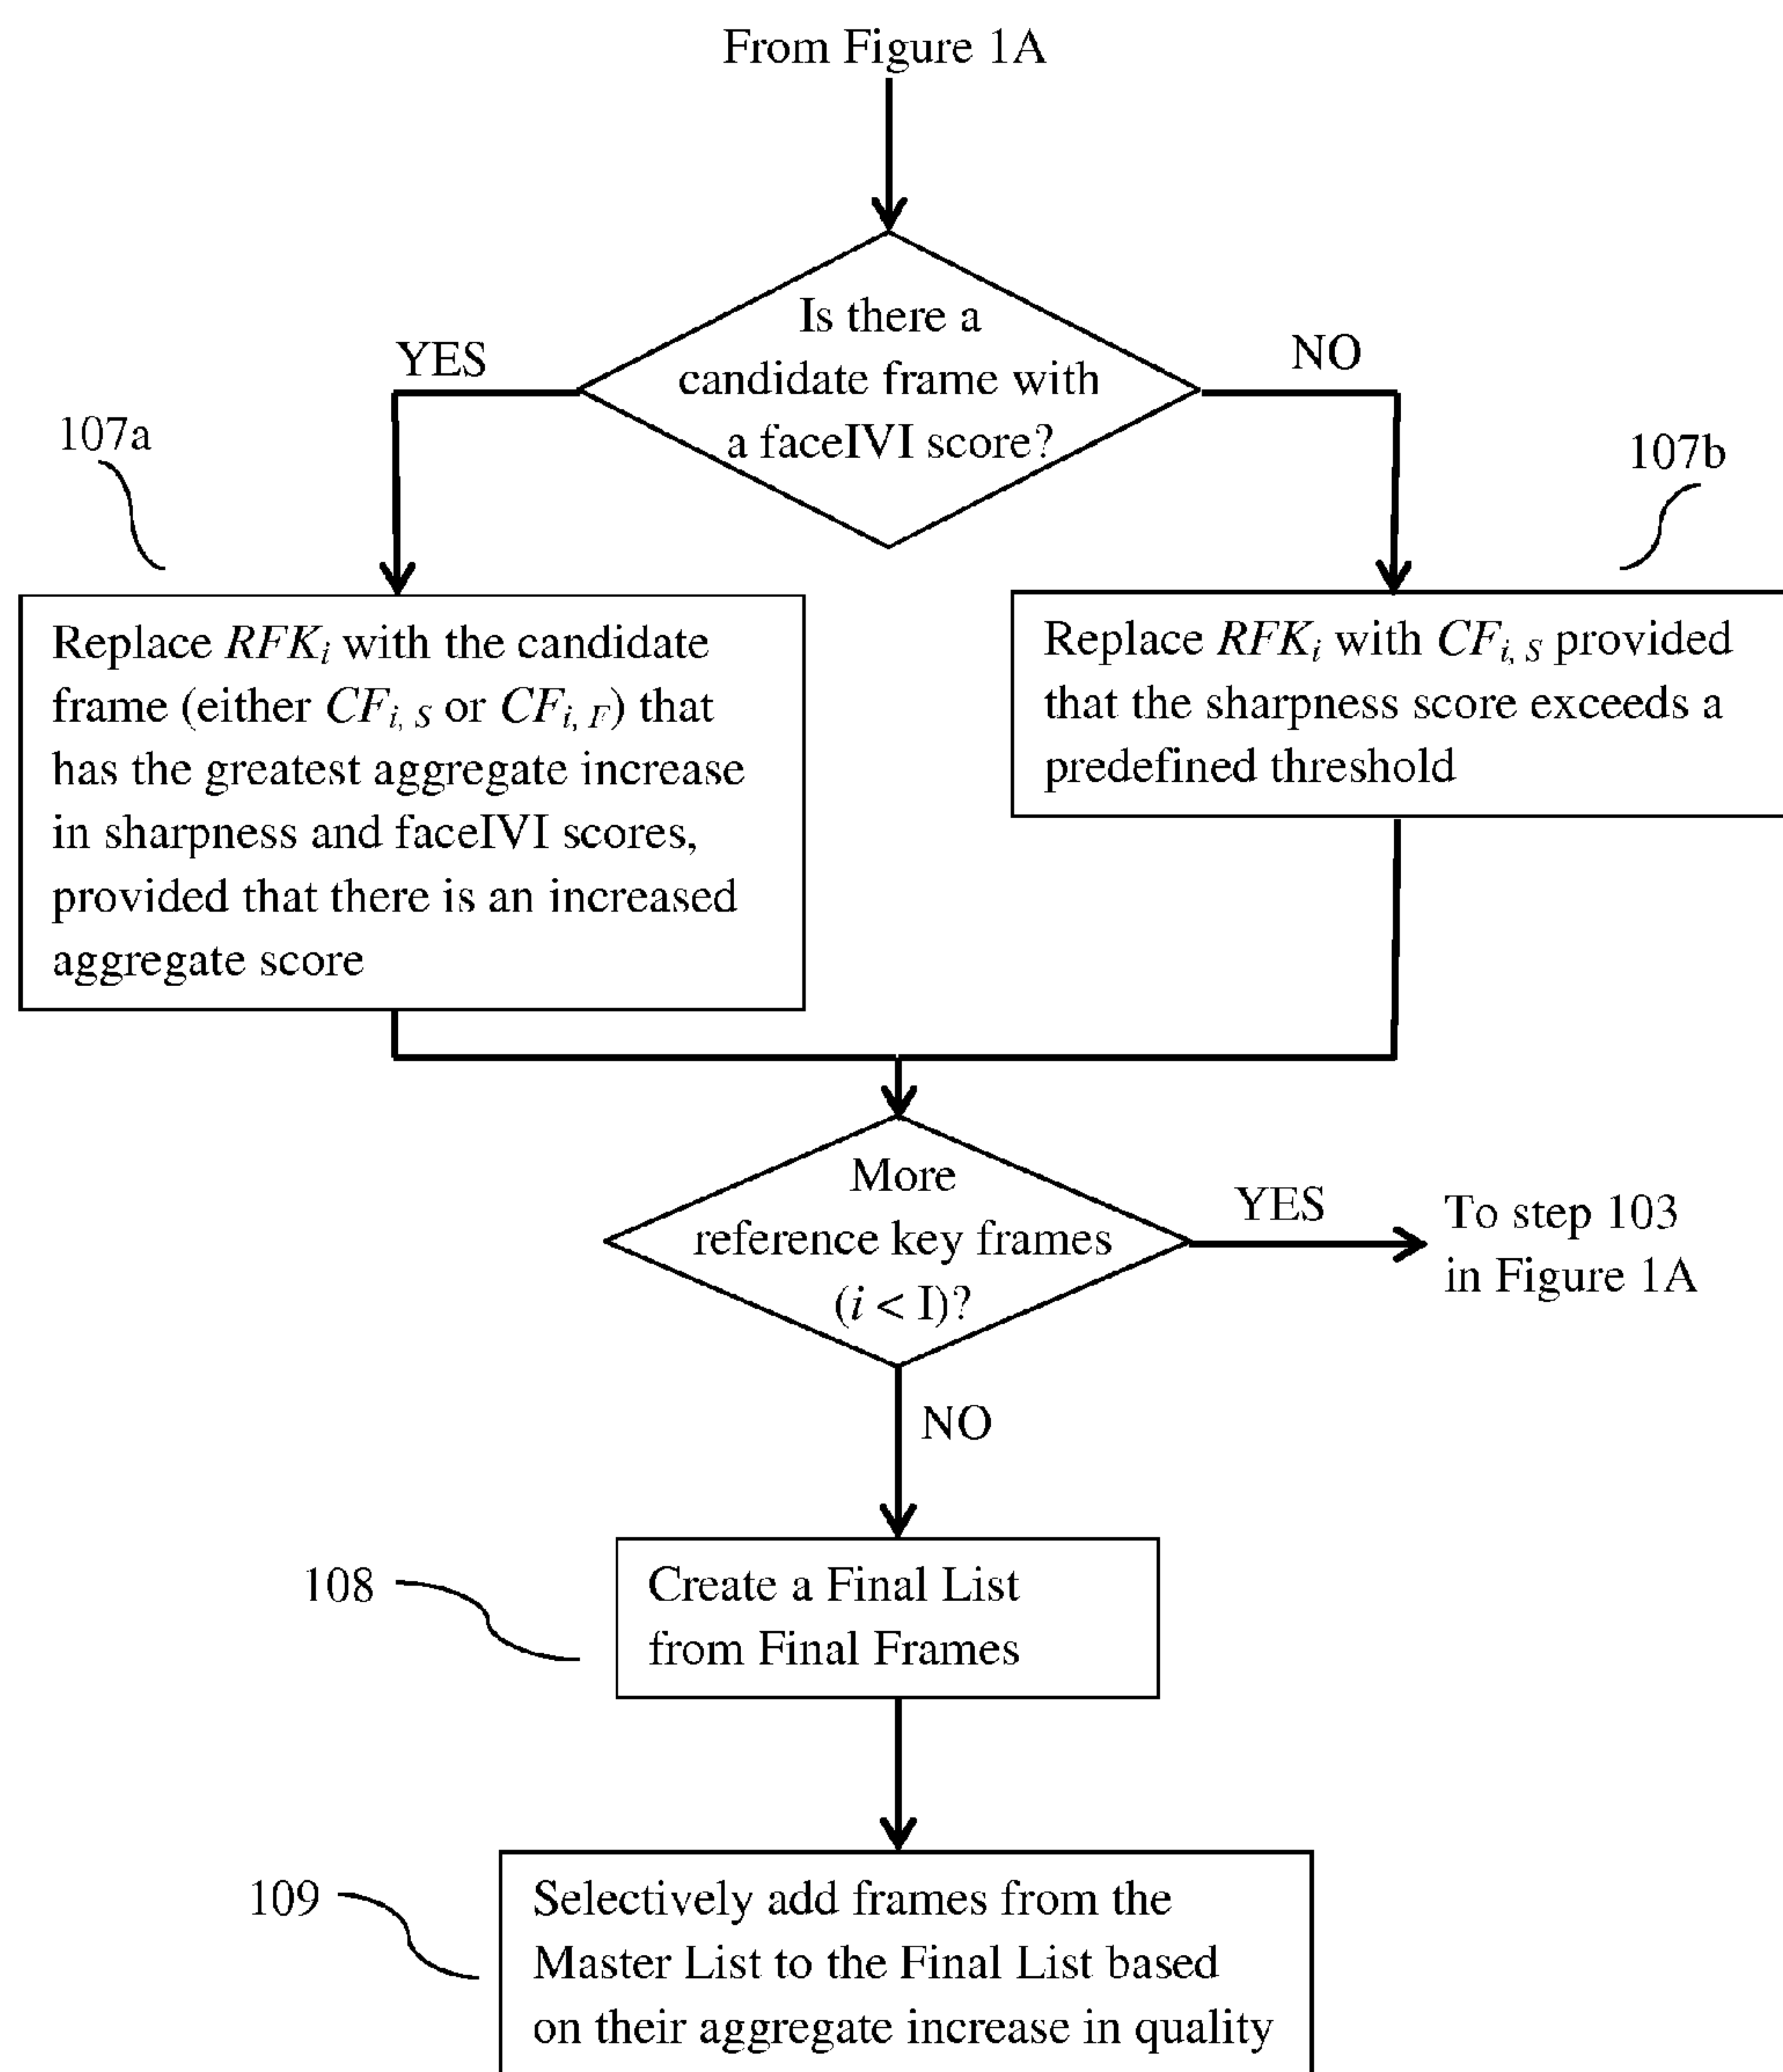 From Figure 1A
Is there a
candidate frame with
a faceIVI score?
YES
NO
107a
107b
Replace RFKi with the candidate
frame (either CFi, S or CFi, F) that
has the greatest aggregate increase
in sharpness and faceIVI scores,
provided that there is an increased
aggregate score
Replace RFKi with CFi, S provided
that the sharpness score exceeds a
predefined threshold
More
reference key frames
(i < I)?
YES
To step 103
in Figure 1A
NO
108
Create a Final List
from Final Frames
109
Selectively add frames from the
Master List to the Final List based
on their aggregate increase in quality